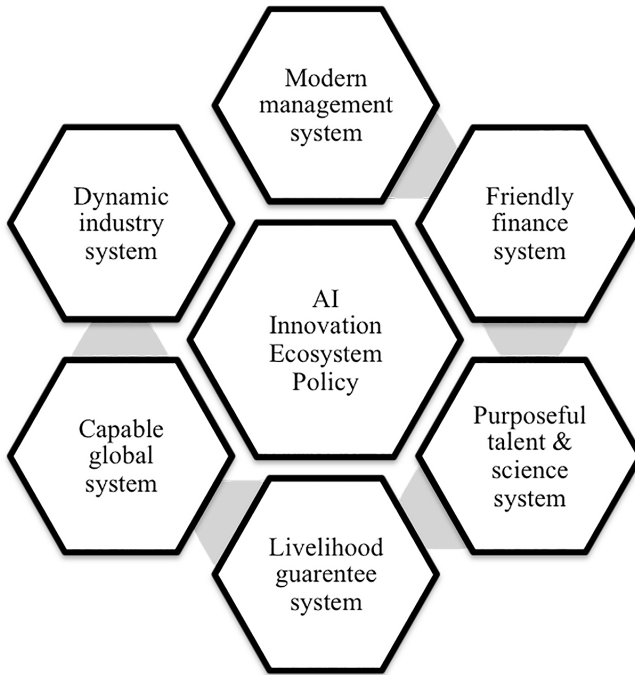 Modern
management
system
Dynamic
industry
system
Friendly
finance
system
AI
Innovation
Ecosystem
Policy
Capable
global
system
Purposeful
talent &
science
system
Livelihood
guarentee
system